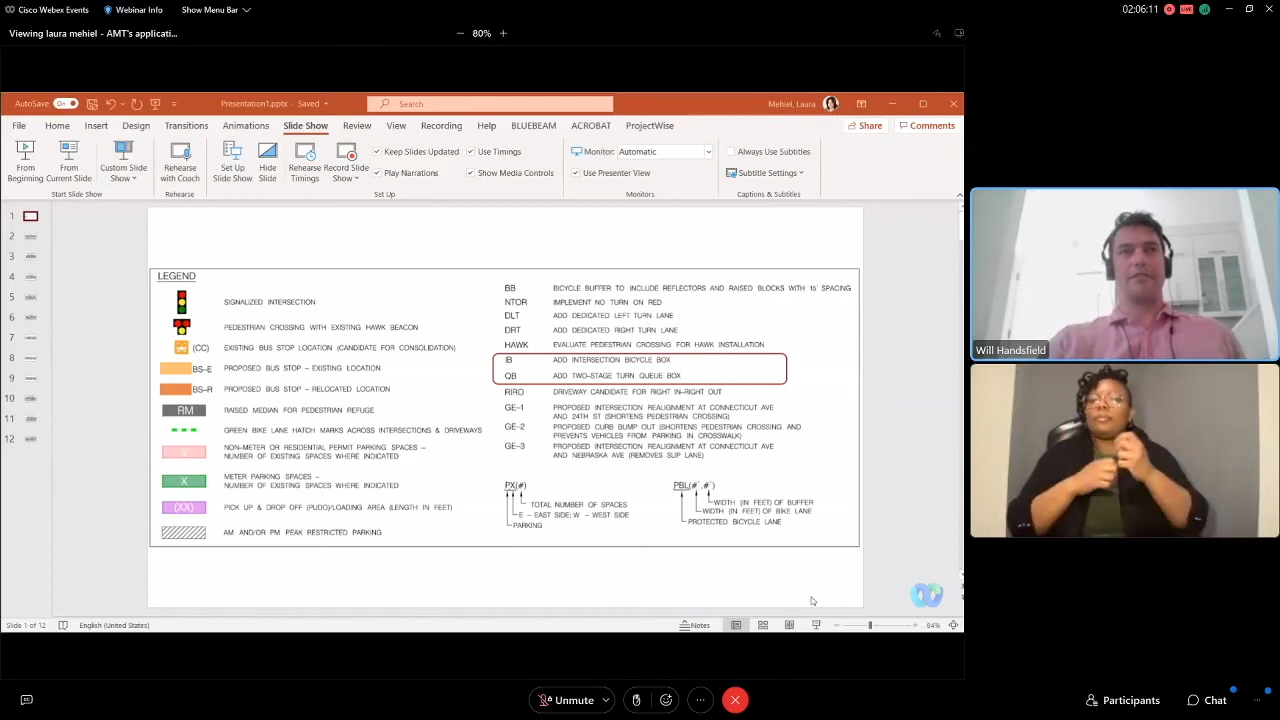 Cisco Webex Events
Webinar Info
Show Menu Bar
02:06:11
LIVE
Viewing laura mehiel - AMT's applicati...
80%
AutoSave
On
Presentation1.pptx - Saved
Search
Mehiel, Laura
File Home Insert Design Transitions Animations Slide Show Review View Recording Help BLUEBEAM ACROBAT ProjectWise
Share
Comments
From Beginning
From Current Slide
Custom Slide Show
Start Slide Show
Rehearse with Coach
Rehearse
Set Up Slide Show
Hide Slide
Rehearse Timings
Record Slide Show
Keep Slides Updated
Play Narrations
Use Timings
Show Media Controls
Set Up
Monitor: Automatic
Use Presenter View
Monitors
Always Use Subtitles
Subtitle Settings
Captions & Subtitles
1
2
3
4
5
6
7
8
9
10
11
12
LEGEND
SIGNALIZED INTERSECTION
PEDESTRIAN CROSSING WITH EXISTING HAWK BEACON
(CC) EXISTING BUS STOP LOCATION (CANDIDATE FOR CONSOLIDATION)
BS-E PROPOSED BUS STOP - EXISTING LOCATION
BS-R PROPOSED BUS STOP - RELOCATED LOCATION
RM RAISED MEDIAN FOR PEDESTRIAN REFUGE
GREEN BIKE LANE HATCH MARKS ACROSS INTERSECTIONS & DRIVEWAYS
X NON-METER OR RESIDENTIAL PERMIT PARKING SPACES -
NUMBER OF EXISTING SPACES WHERE INDICATED
X METER PARKING SPACES -
NUMBER OF EXISTING SPACES WHERE INDICATED
(XX) PICK UP & DROP OFF (PUDO)/LOADING AREA (LENGTH IN FEET)
AM AND/OR PM PEAK RESTRICTED PARKING
BB BICYCLE BUFFER TO INCLUDE REFLECTORS AND RAISED BLOCKS WITH 15' SPACING
NTOR IMPLEMENT NO TURN ON RED
DLT ADD DEDICATED LEFT TURN LANE
DRT ADD DEDICATED RIGHT TURN LANE
HAWK EVALUATE PEDESTRIAN CROSSING FOR HAWK INSTALLATION
IB ADD INTERSECTION BICYCLE BOX
QB ADD TWO-STAGE TURN QUEUE BOX
RIRO DRIVEWAY CANDIDATE FOR RIGHT IN-RIGHT OUT
GE-1 PROPOSED INTERSECTION REALIGNMENT AT CONNECTICUT AVE
AND 24TH ST (SHORTENS PEDESTRIAN CROSSING)
GE-2 PROPOSED CURB BUMP OUT (SHORTENS PEDESTRIAN CROSSING AND
PREVENTS VEHICLES FROM PARKING IN CROSSWALK)
GE-3 PROPOSED INTERSECTION REALIGNMENT AT CONNECTICUT AVE
AND NEBRASKA AVE (REMOVES SLIP LANE)
PX(#)
TOTAL NUMBER OF SPACES
E - EAST SIDE; W - WEST SIDE
PARKING
PBL(#',#')
WIDTH (IN FEET) OF BUFFER
WIDTH (IN FEET) OF BIKE LANE
PROTECTED BICYCLE LANE
Slide 1 of 12
English (United States)
Notes
84%
Will Handsfield
Unmute
Participants
Chat